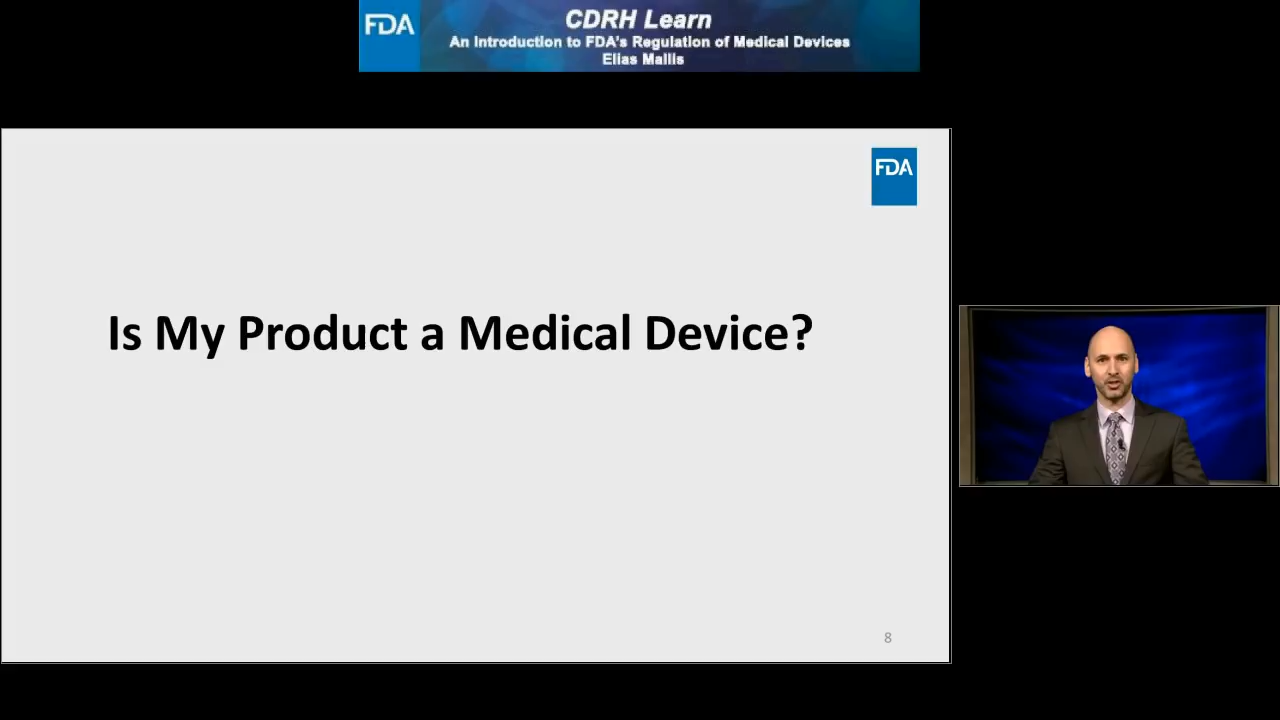 FDA
CDRH Learn
An Introduction to FDA's Regulation of Medical Devices
Elias Mallis
FDA
Is My Product a Medical Device?
8